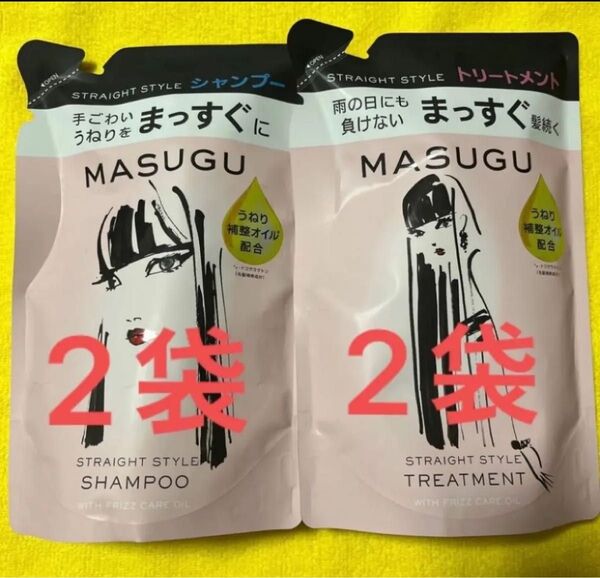 OPEN
STRAIGHT STYLE シャンプー
手ごわい
うねりを まっすぐに
MASUGU
うねり
補整オイル
配合
2袋
STRAIGHT STYLE
SHAMPOO
WITH FRIZZ CARE OIL
OPEN
STRAIGHT STYLE トリートメント
雨の日にも
負けない まっすぐ 髪続く
MASUGU
うねり
補整オイル
配合
2袋
STRAIGHT STYLE
TREATMENT
WITH FRIZZ CARE OIL